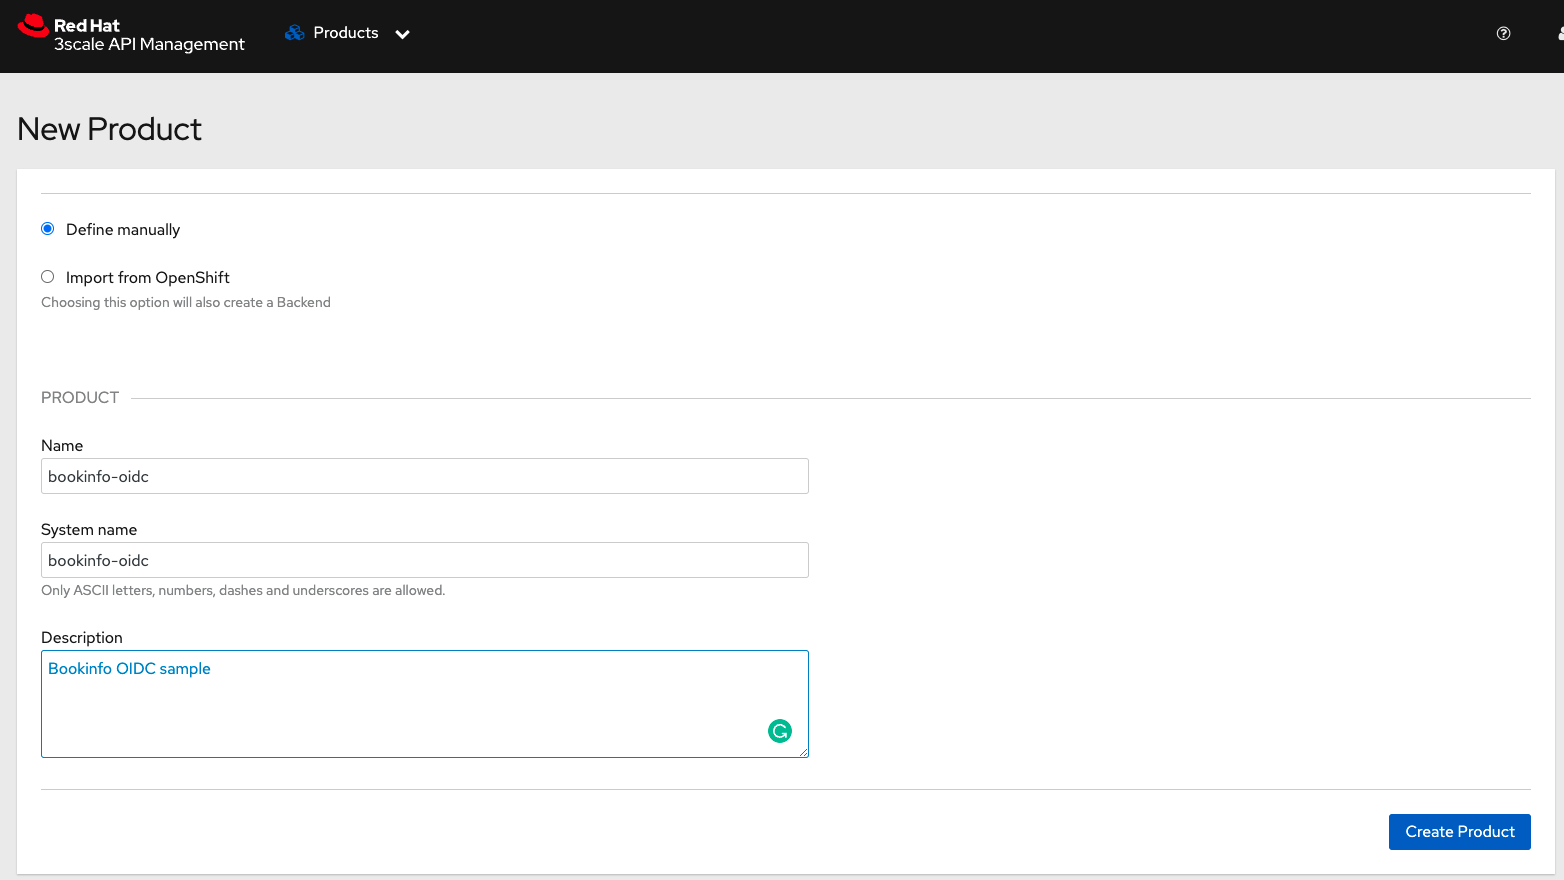 Red Hat
3scale API Management
Products
New Product
Define manually
Import from OpenShift
Choosing this option will also create a Backend
PRODUCT
Name
bookinfo-oidc
System name
bookinfo-oidc
Only ASCII letters, numbers, dashes and underscores are allowed.
Description
Bookinfo OIDC sample
Create Product